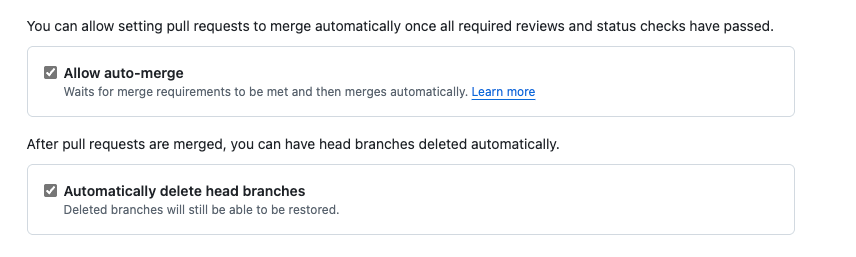 You can allow setting pull requests to merge automatically once all required reviews and status checks have passed.
Allow auto-merge
Waits for merge requirements to be met and then merges automatically. Learn more
After pull requests are merged, you can have head branches deleted automatically.
Automatically delete head branches
Deleted branches will still be able to be restored.